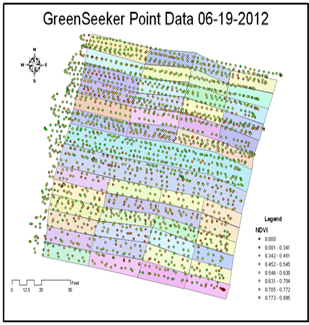 GreenSeeker Point Data 06-19-2012
N
W E
S
Legend
NDVI
0.000
0.001 - 0.341
0.342 - 0.451
0.452 - 0.545
0.546 - 0.630
0.631 - 0.704
0.705 - 0.772
0.773 - 0.895
Feet
0 12.5 25 50